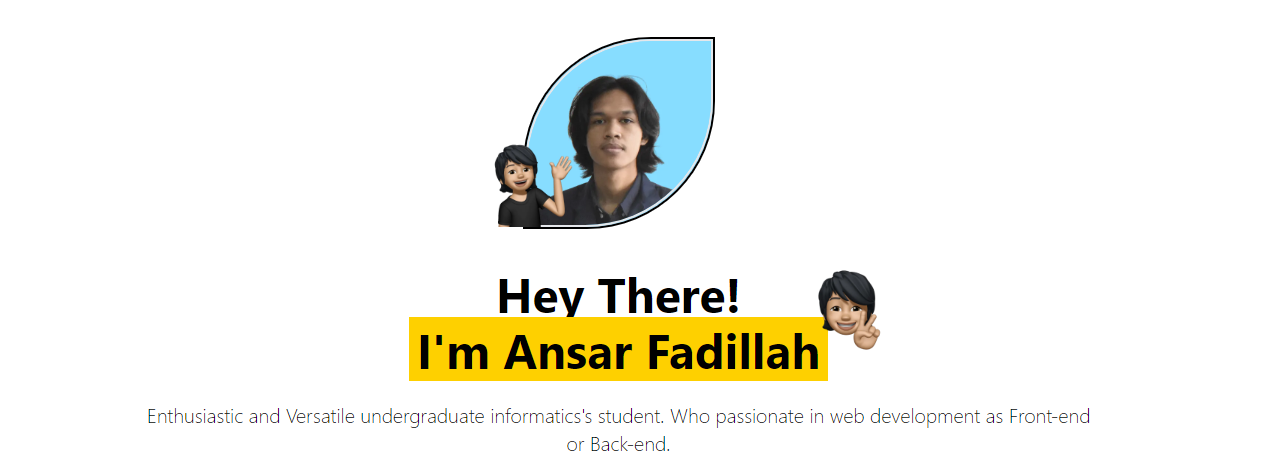 Hey There!
I'm Ansar Fadillah
Enthusiastic and Versatile undergraduate informatics's student. Who passionate in web development as Front-end
or Back-end.